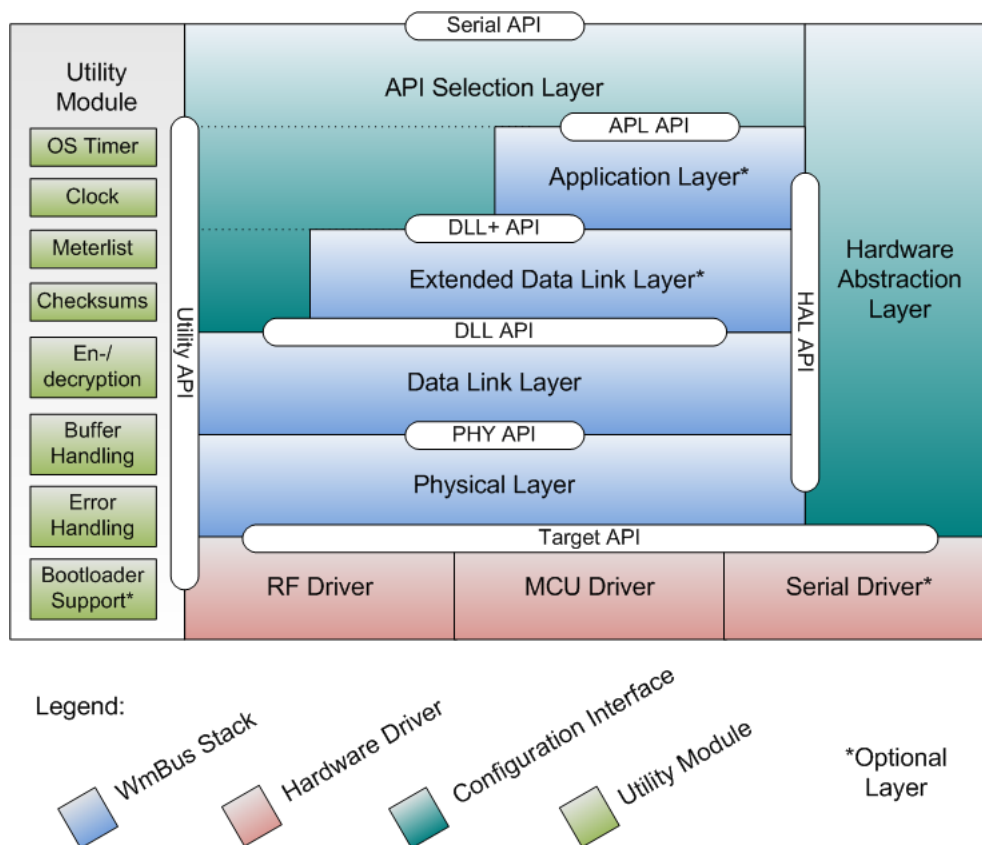 Serial API
Utility
Module
API Selection Layer
OS Timer
APL API
Clock
Application Layer*
DLL+ API
Meterlist
Extended Data Link Layer*
Hardware
Abstraction
Layer
Checksums
Utility API
HAL API
DLL API
En-/
decryption
Data Link Layer
Buffer
Handling
PHY API
Physical Layer
Error
Handling
Target API
Bootloader
Support*
RF Driver
MCU Driver
Serial Driver*
Legend:
WmBus Stack
Hardware Driver
Configuration Interface
Utility Module
*Optional
Layer